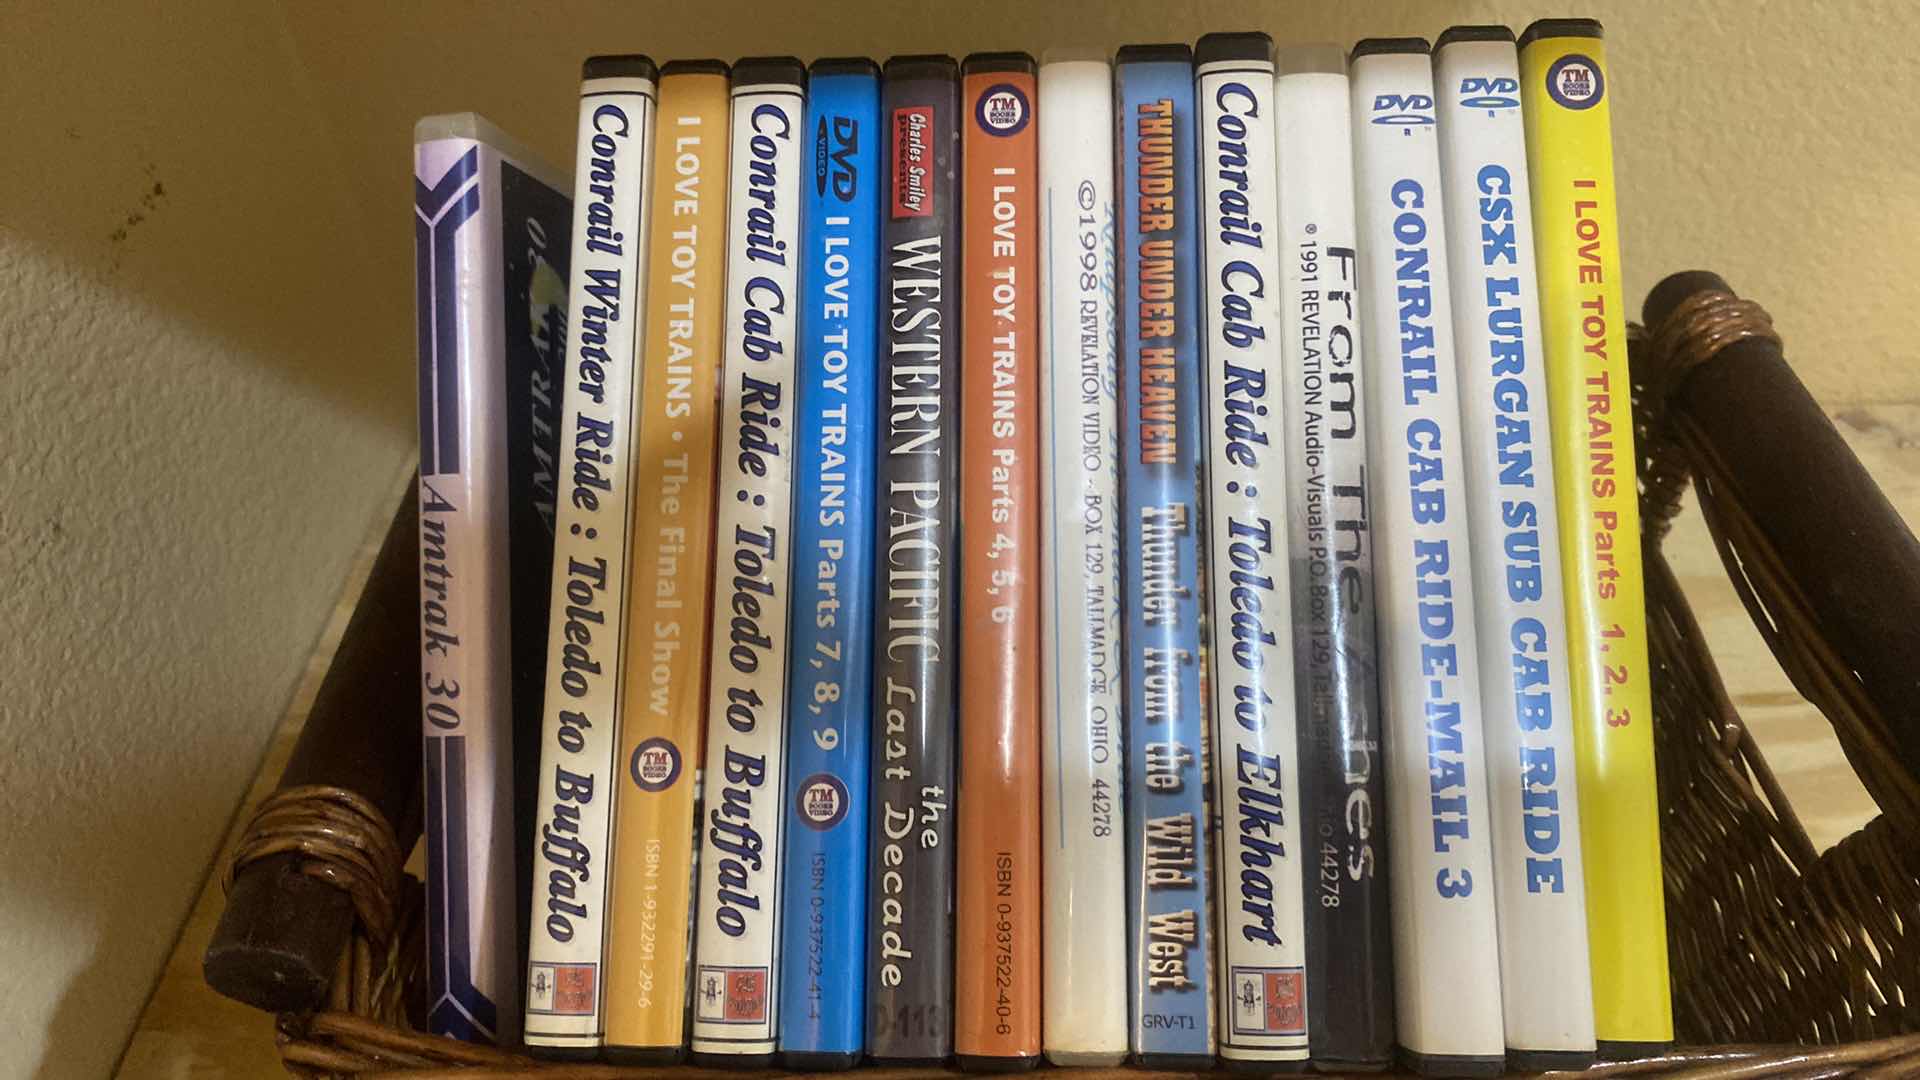 Amtrak 30
30
AMERI
Conrail Winter Ride : Toledo to Buffalo
I LOVE TOY TRAINS • The Final Show
TM
BOOKS
VIDEO
ISBN 1-932291-29-6
Conrail Cab Ride : Toledo to Buffalo
DVD
VIDEO
I LOVE TOY TRAINS Parts 7, 8, 9
TM
BOOKS
VIDEO
ISBN 0-937522-41-4
Charles Smiley
presents
WESTERN PACIFIC the Last Decade
-113
TM
BOOKS
VIDEO
I LOVE TOY TRAINS Parts 4, 5, 6
ISBN 0-937522-40-6
©1998 REVELATION VIDEO - BOX 129, TALLMADGE, OHIO 44278
THUNDER UNDER HEAVEN Thunder from the Wild West
GRV-T1
Conrail Cab Ride : Toledo to Elkhart
From The Ashes
® 1991 REVELATION Audio-Visuals P.O. Box 129, 44278
DVD
R
CONRAIL CAB RIDE-MAIL 3
DVD
R
CSX LURGAN SUB CAB RIDE
TM
BOOKS
VIDEO
I LOVE TOY TRAINS Parts 1, 2. 3